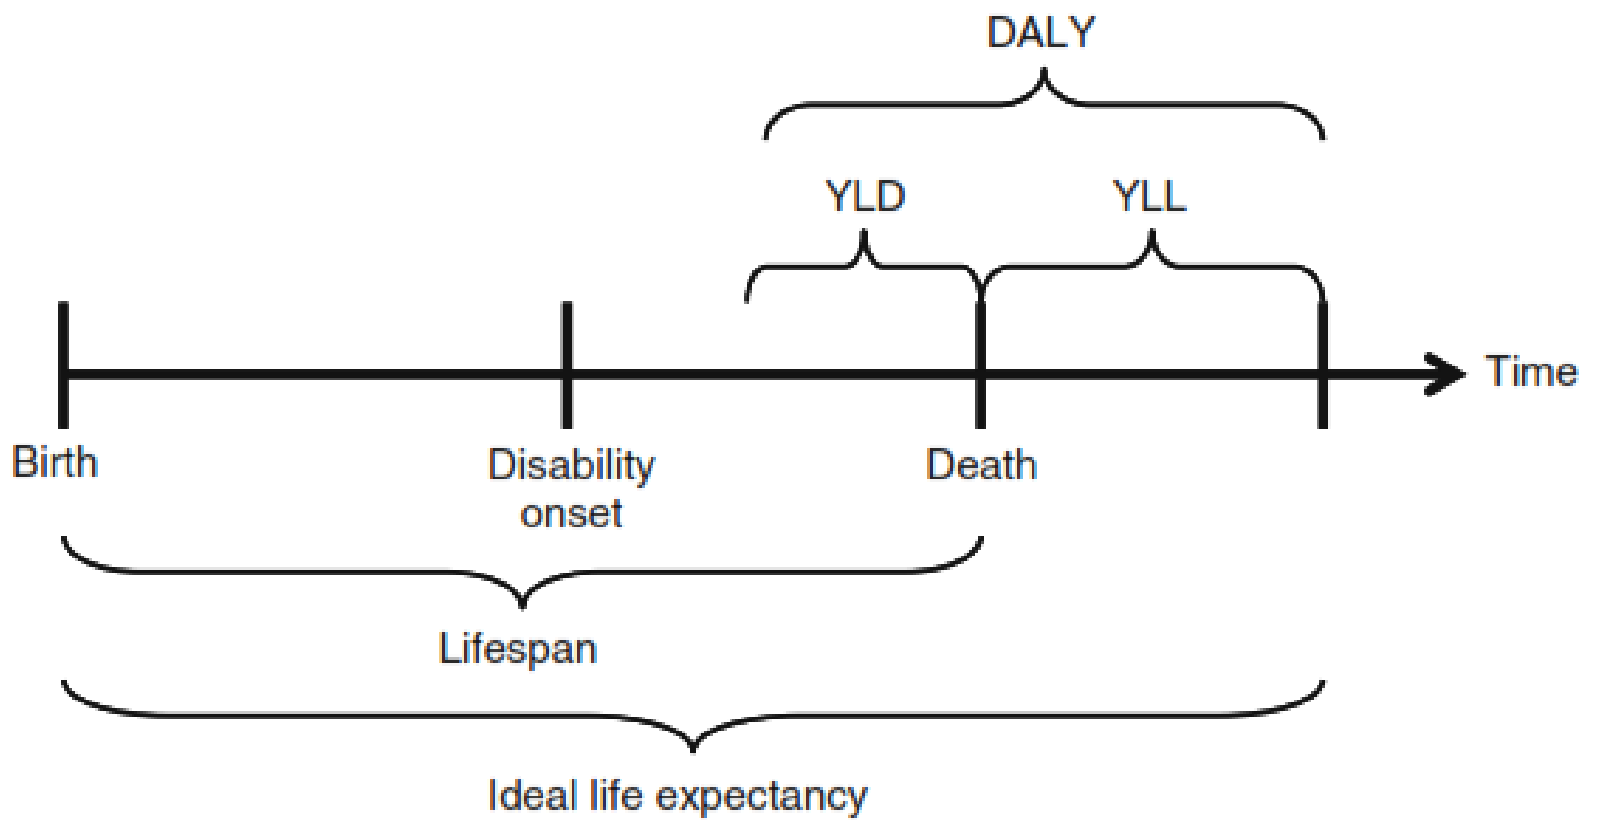 DALY
YLD
YLL
Time
Birth
Disability
onset
Death
Lifespan
Ideal life expectancy